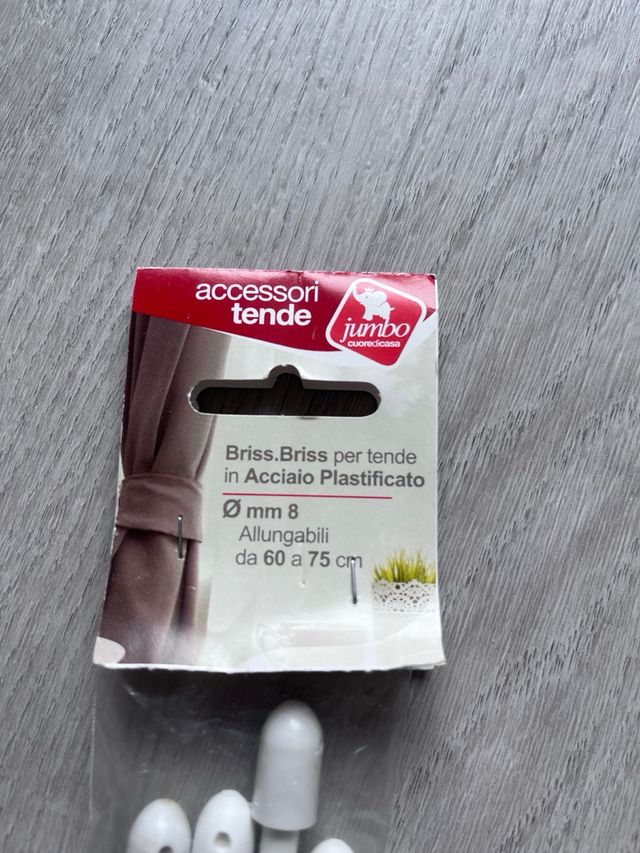 accessori
tende
jumbo
cuoredicasa
Briss.Briss per tende
in Acciaio Plastificato
Ø mm 8
Allungabili
da 60 a 75 cm